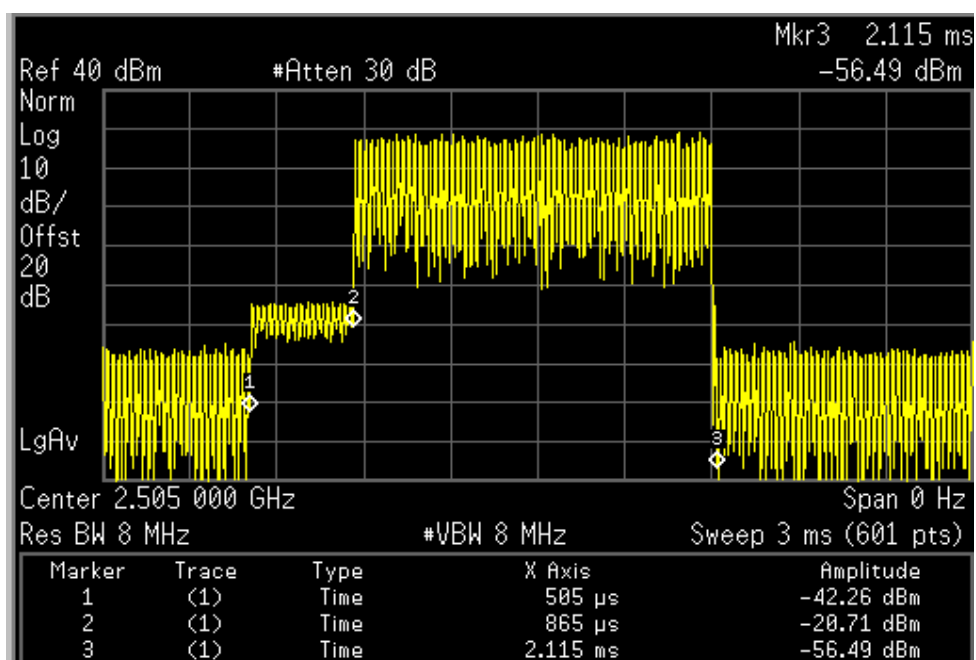 Mkr3 2.115 ms
Ref 40 dBm #Atten 30 dB -56.49 dBm
Norm
Log
10
dB/
Offst
20
dB
2
1
LgAv
3
Center 2.505 000 GHz Span 0 Hz
Res BW 8 MHz #VBW 8 MHz Sweep 3 ms (601 pts)
Marker Trace Type X Axis Amplitude
1 (1) Time 505 µs -42.26 dBm
2 (1) Time 865 µs -20.71 dBm
3 (1) Time 2.115 ms -56.49 dBm